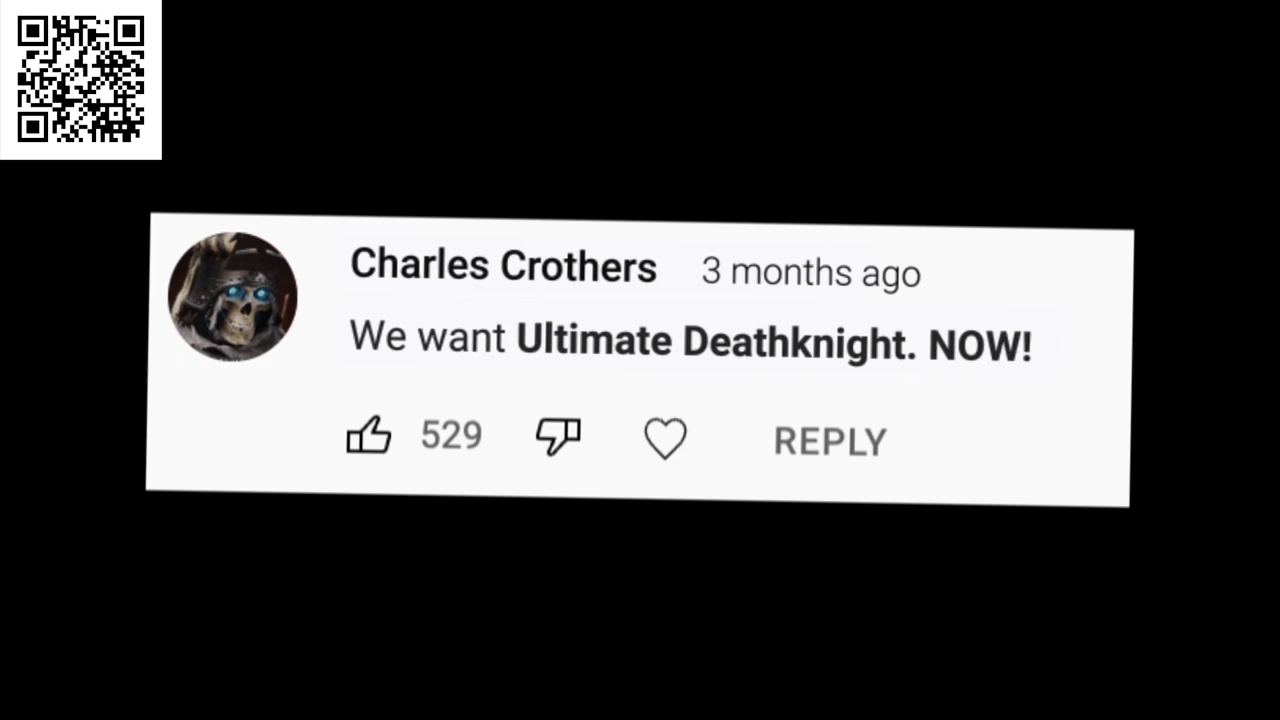 Charles Crothers 3 months ago
We want Ultimate Deathknight. NOW!
529 REPLY